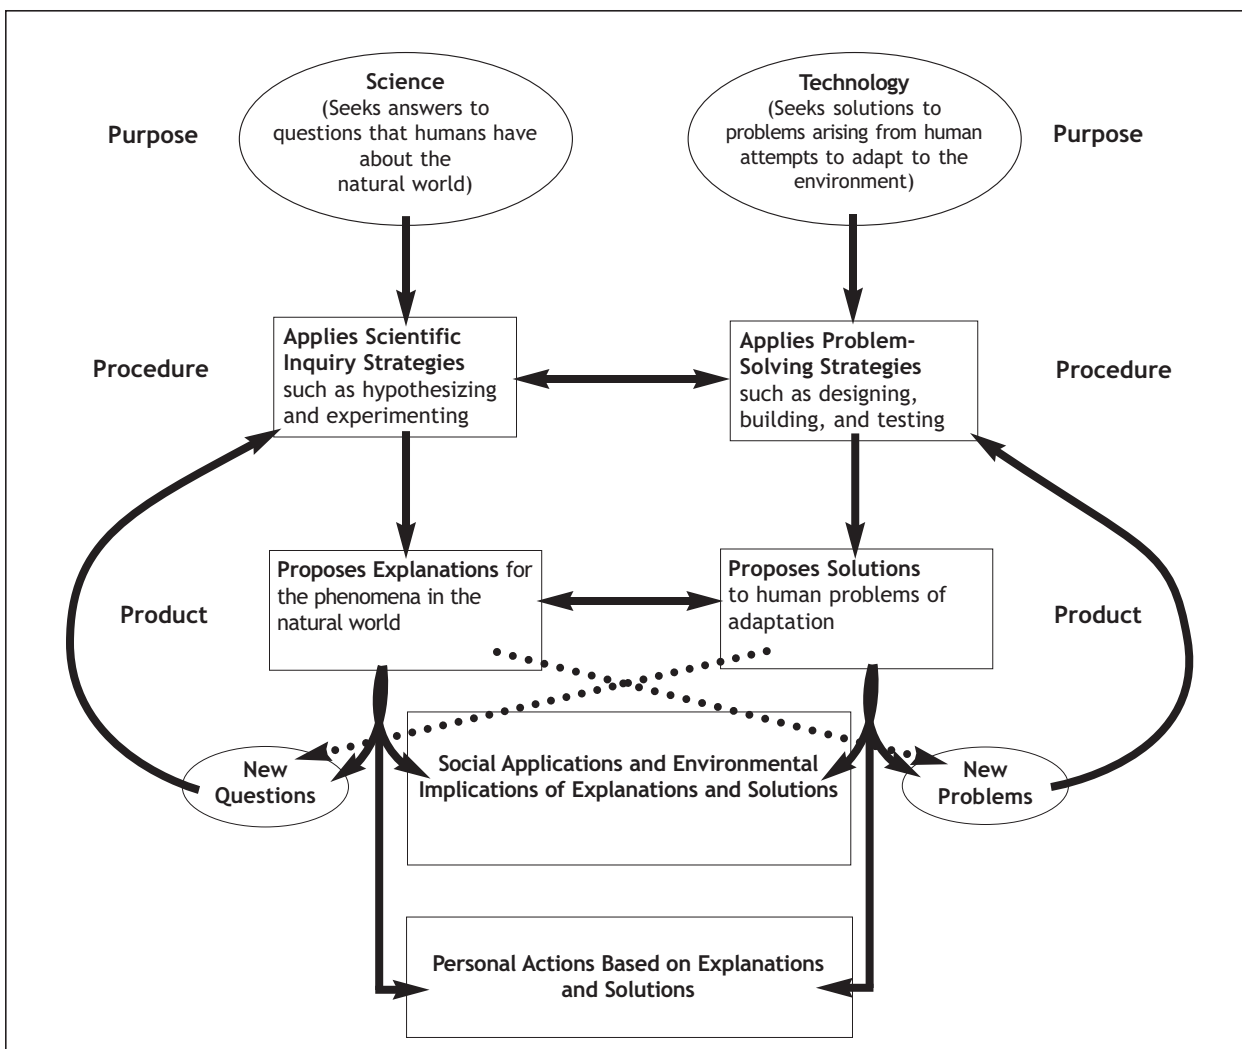 Science
(Seeks answers to
questions that humans have
about the
natural world)
Technology
(Seeks solutions to
problems arising from human
attempts to adapt to the
environment)
Purpose
Purpose
Applies Scientific
Inquiry Strategies
such as hypothesizing
and experimenting
Applies Problem-
Solving Strategies
such as designing,
building, and testing
Procedure
Procedure
Proposes Explanations for
the phenomena in the
natural world
Proposes Solutions
to human problems of
adaptation
Product
Product
New
Questions
Social Applications and Environmental
Implications of Explanations and Solutions
New
Problems
Personal Actions Based on Explanations
and Solutions